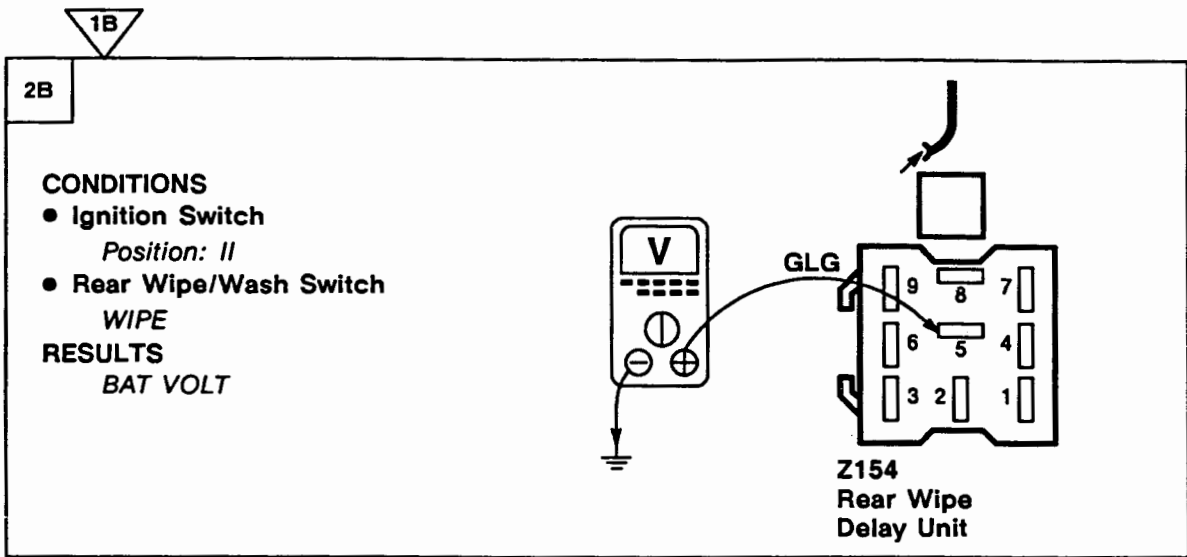 1B
2B
CONDITIONS
● Ignition Switch
Position: II
● Rear Wipe/Wash Switch
WIPE
RESULTS
BAT VOLT
V
GLG
9
8
7
6
5
4
3
2
1
Z154
Rear Wipe
Delay Unit